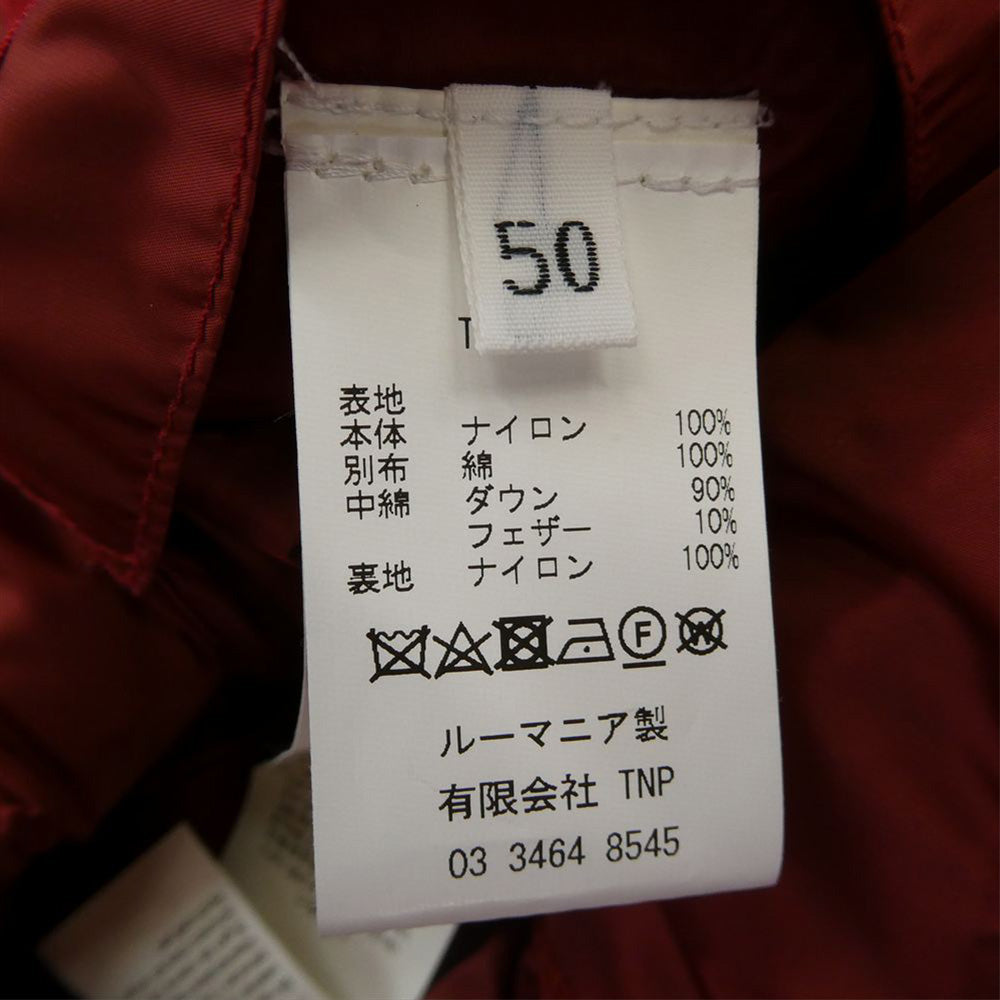 50
T
表地
本体 ナイロン 100%
別布 綿 100%
中綿 ダウン 90%
フェザー 10%
裏地 ナイロン 100%
F
W
ルーマニア製
有限会社 TNP
03 3464 8545